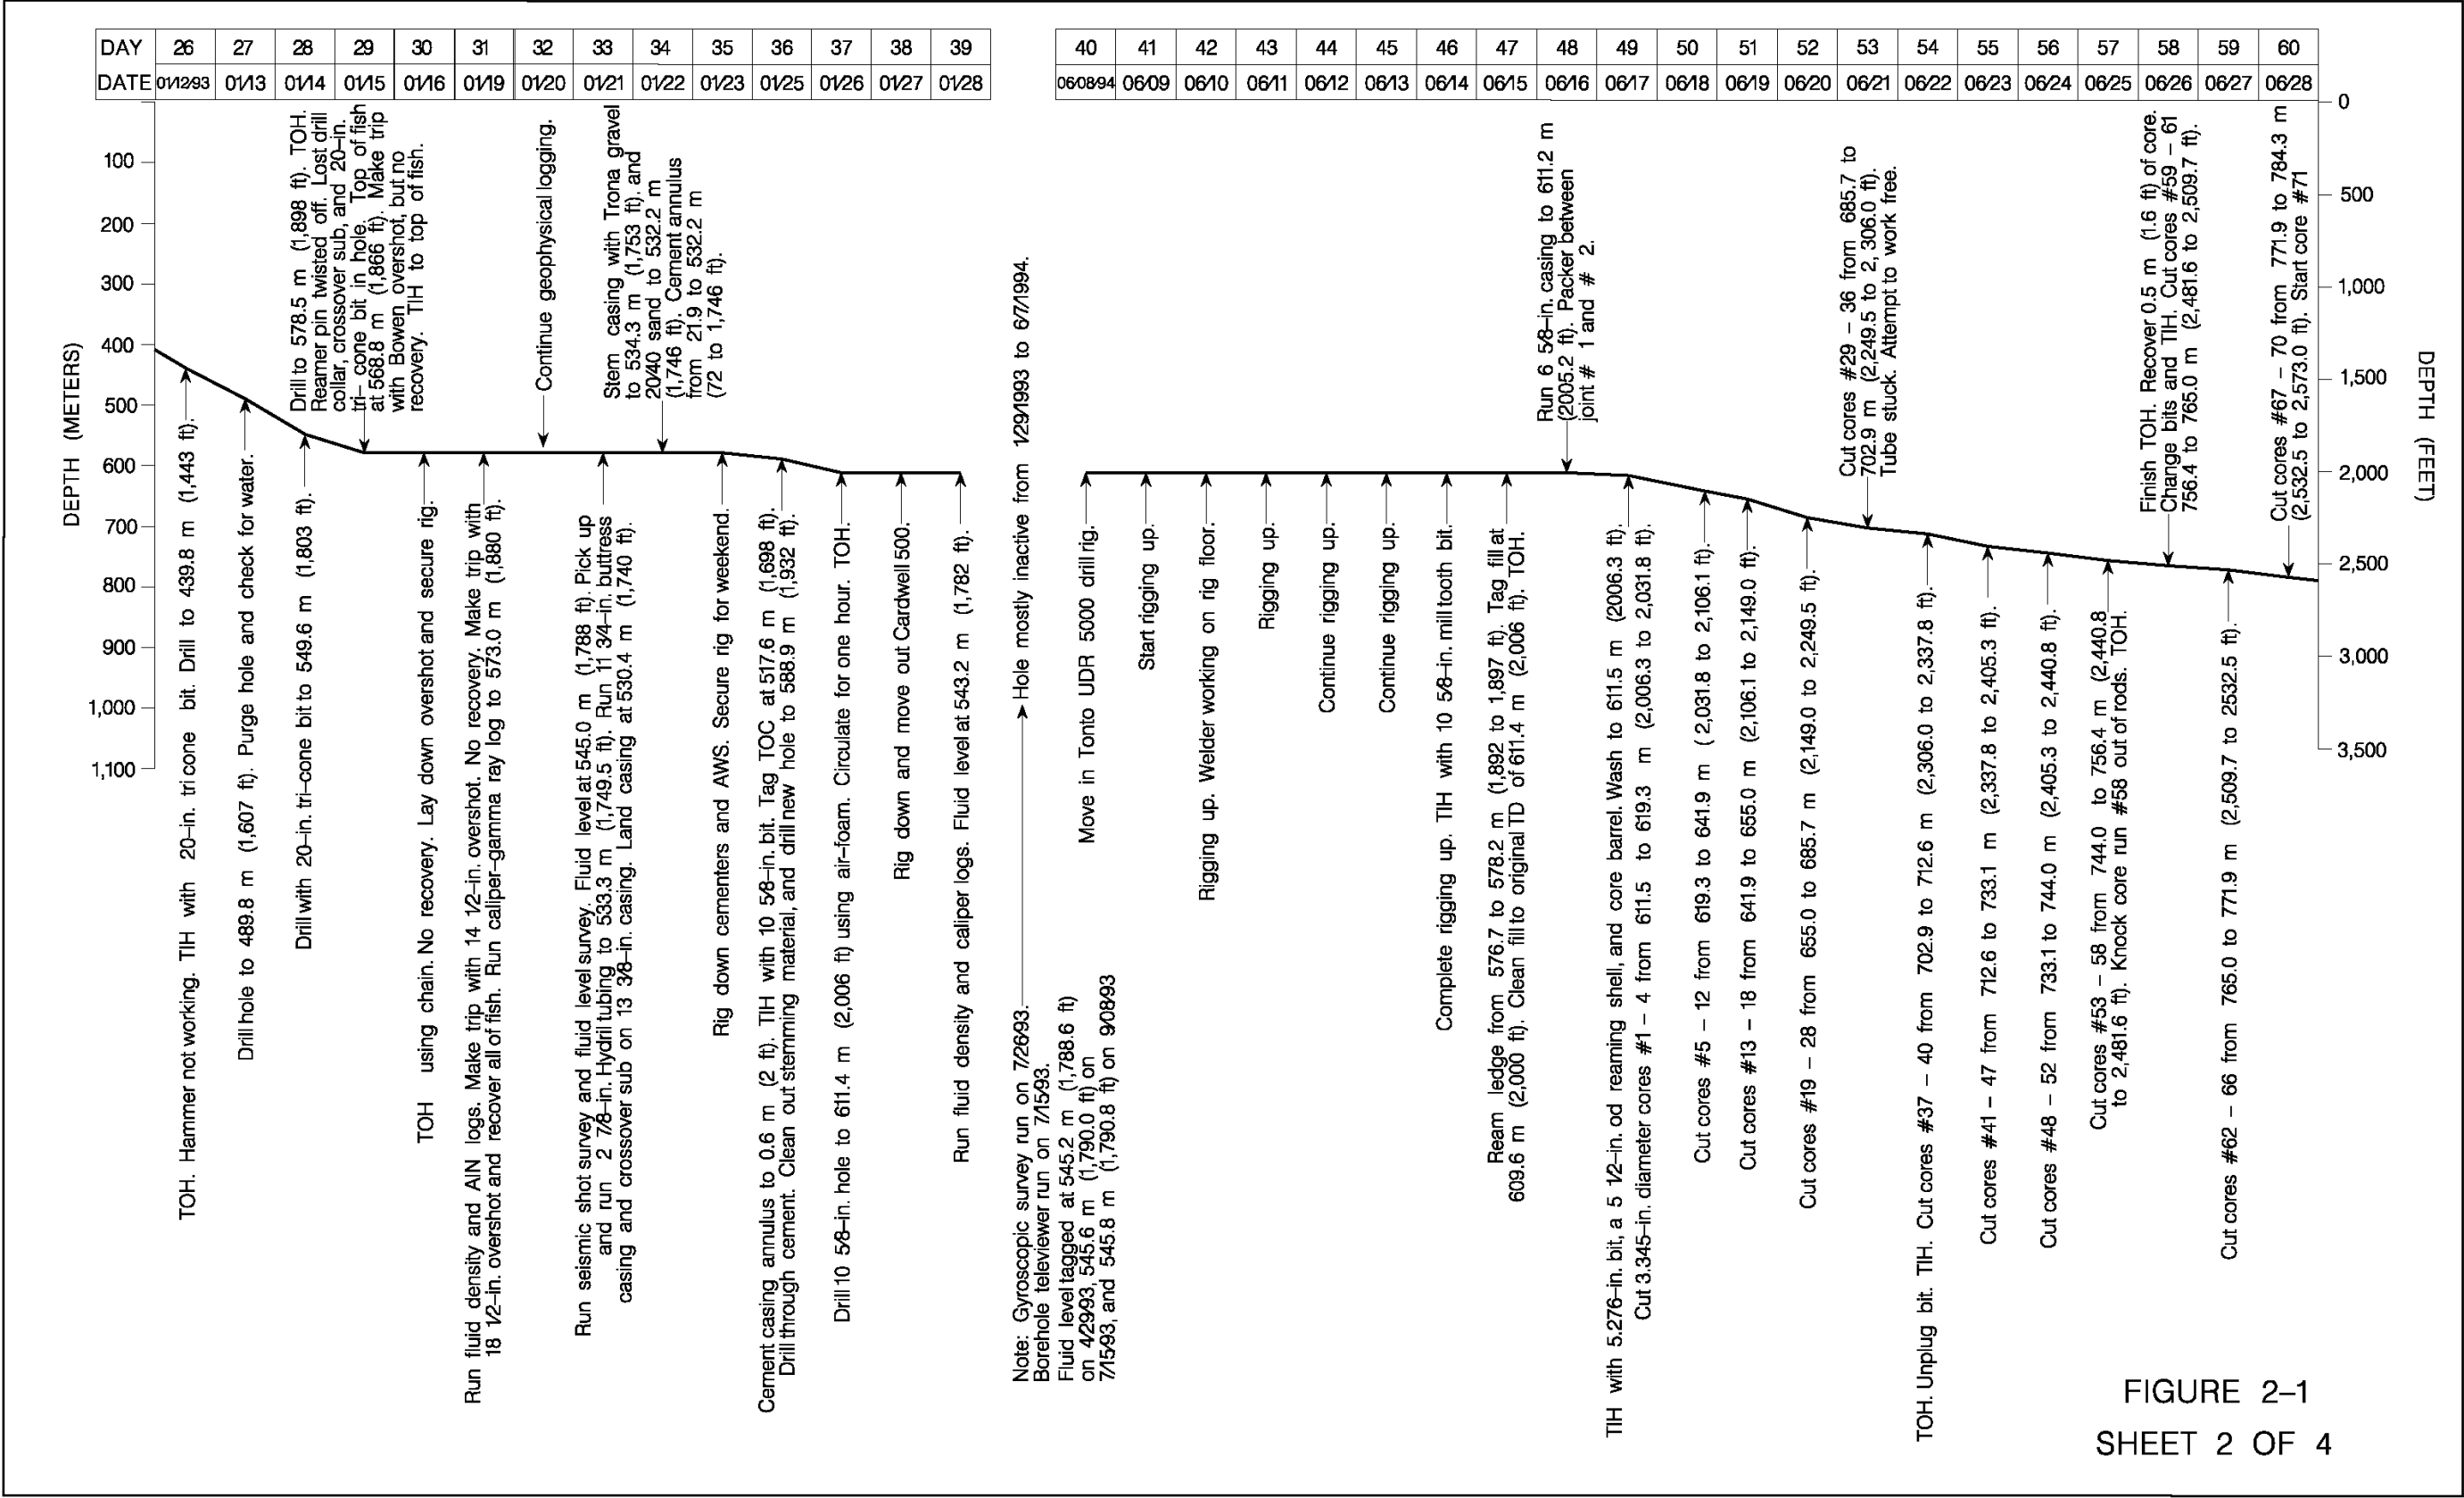 DAY 26 27 28 29 30 31 32 33 34 35 36 37 38 39 40 41 42 43 44 45 46 47 48 49 50 51 52 53 54 55 56 57 58 59 60
DATE 01/12/93 01/13 01/14 01/15 01/16 01/19 01/20 01/21 01/22 01/23 01/25 01/26 01/27 01/28 06/08/94 06/09 06/10 06/11 06/12 06/13 06/14 06/15 06/16 06/17 06/18 06/19 06/20 06/21 06/22 06/23 06/24 06/25 06/26 06/27 06/28
DEPTH (METERS)
100
200
300
400
500
600
700
800
900
1,000
1,100
TOH. Hammer not working. TIH with 20-in. tri cone bit. Drill to 439.8 m (1,443 ft).
Drill hole to 489.8 m (1,607 ft). Purge hole and check for water.
Drill with 20-in. tri-cone bit to 549.6 m (1,803 ft).
Drill to 578.5 m (1,898 ft). TOH.
Reamer pin twisted off. Lost drill
collar, crossover sub, and 20-in.
tri- cone bit in hole. Top of fish
at 568.8 m (1,866 ft). Make trip
with Bowen overshot, but no
recovery. TIH to top of fish.
TOH using chain. No recovery. Lay down overshot and secure rig.
Run fluid density and AIN logs. Make trip with 14 1/2-in. overshot. No recovery. Make trip with
18 1/2-in. overshot and recover all of fish. Run caliper-gamma ray log to 573.0 m (1,880 ft).
Continue geophysical logging.
Run seismic shot survey and fluid level survey. Fluid level at 545.0 m (1,788 ft). Pick up
and run 2 7/8-in. Hydril tubing to 533.3 m (1,749.5 ft). Run 11 3/4-in. buttress
casing and crossover sub on 13 3/8-in. casing. Land casing at 530.4 m (1,740 ft).
Stem casing with Trona gravel
to 534.3 m (1,753 ft). and
20/40 sand to 532.2 m
(1,746 ft). Cement annulus
from 21.9 to 532.2 m
(72 to 1,746 ft).
Rig down cementers and AWS. Secure rig for weekend.
Cement casing annulus to 0.6 m (2 ft). TIH with 10 5/8-in. bit. Tag TOC at 517.6 m (1,698 ft).
Drill through cement. Clean out stemming material, and drill new hole to 588.9 m (1,932 ft).
Drill 10 5/8-in. hole to 611.4 m (2,006 ft) using air-foam. Circulate for one hour. TOH.
Rig down and move out Cardwell 500.
Run fluid density and caliper logs. Fluid level at 543.2 m (1,782 ft).
Note: Gyroscopic survey run on 7/26/93. Hole mostly inactive from 1/29/1993 to 6/7/1994.
Borehole televiewer run on 7/15/93.
Fluid level tagged at 545.2 m (1,788.6 ft)
on 4/29/93, 545.6 m (1,790.0 ft) on
7/15/93, and 545.8 m (1,790.8 ft) on 9/08/93
Move in Tonto UDR 5000 drill rig.
Start rigging up.
Rigging up. Welder working on rig floor.
Rigging up.
Continue rigging up.
Continue rigging up.
Complete rigging up. TIH with 10 5/8-in. mill tooth bit.
Ream ledge from 576.7 to 578.2 m (1,892 to 1,897 ft). Tag fill at
609.6 m (2,000 ft). Clean fill to original TD of 611.4 m (2,006 ft). TOH.
Run 6 5/8-in. casing to 611.2 m
(2005.2 ft). Packer between
joint # 1 and # 2.
TIH with 5.276-in. bit, a 5 1/2-in. od reaming shell, and core barrel. Wash to 611.5 m (2006.3 ft).
Cut 3.345-in. diameter cores #1 - 4 from 611.5 to 619.3 m (2,006.3 to 2,031.8 ft).
Cut cores #5 - 12 from 619.3 to 641.9 m ( 2,031.8 to 2,106.1 ft).
Cut cores #13 - 18 from 641.9 to 655.0 m (2,106.1 to 2,149.0 ft).
Cut cores #19 - 28 from 655.0 to 685.7 m (2,149.0 to 2,249.5 ft).
Cut cores #29 - 36 from 685.7 to
702.9 m (2,249.5 to 2, 306.0 ft).
Tube stuck. Attempt to work free.
TOH. Unplug bit. TIH. Cut cores #37 - 40 from 702.9 to 712.6 m (2,306.0 to 2,337.8 ft).
Cut cores #41 - 47 from 712.6 to 733.1 m (2,337.8 to 2,405.3 ft).
Cut cores #48 - 52 from 733.1 to 744.0 m (2,405.3 to 2,440.8 ft).
Cut cores #53 - 58 from 744.0 to 756.4 m (2,440.8
to 2,481.6 ft). Knock core run #58 out of rods. TOH.
Finish TOH. Recover 0.5 m (1.6 ft) of core.
Change bits and TIH. Cut cores #59 - 61
756.4 to 765.0 m (2,481.6 to 2,509.7 ft).
Cut cores #62 - 66 from 765.0 to 771.9 m (2,509.7 to 2532.5 ft).
Cut cores #67 - 70 from 771.9 to 784.3 m
(2,532.5 to 2,573.0 ft). Start core #71
0
500
1,000
1,500
2,000
2,500
3,000
3,500
DEPTH (FEET)
FIGURE 2-1
SHEET 2 OF 4